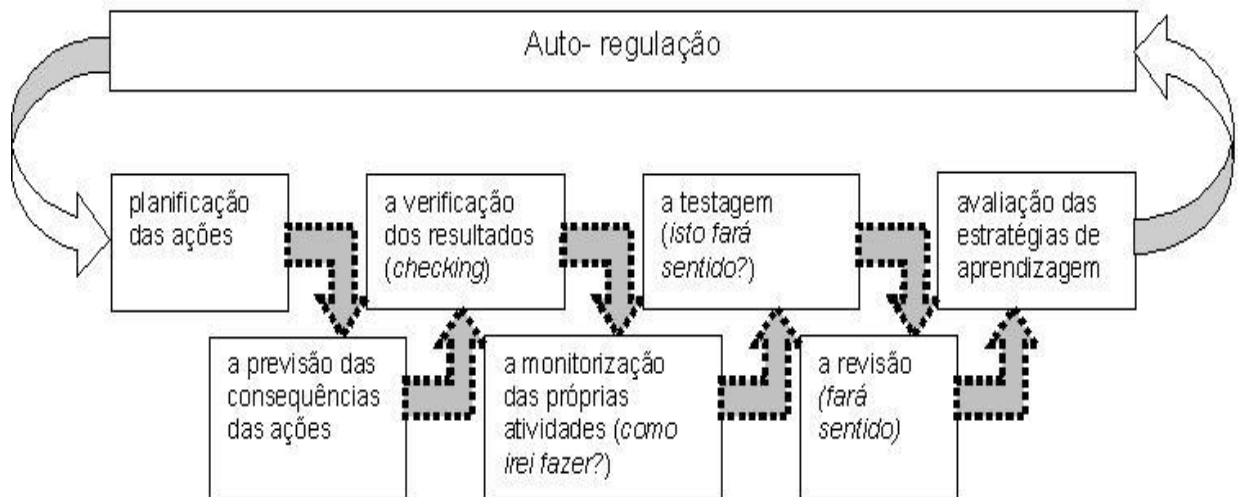 Auto- regulação
planificação
das ações
a previsão das
consequências
das ações
a verificação
dos resultados
(checking)
a monitorização
das próprias
atividades (como
irei fazer?)
a testagem
(isto fará
sentido?)
a revisão
(fará
sentido)
avaliação das
estratégias de
aprendizagem